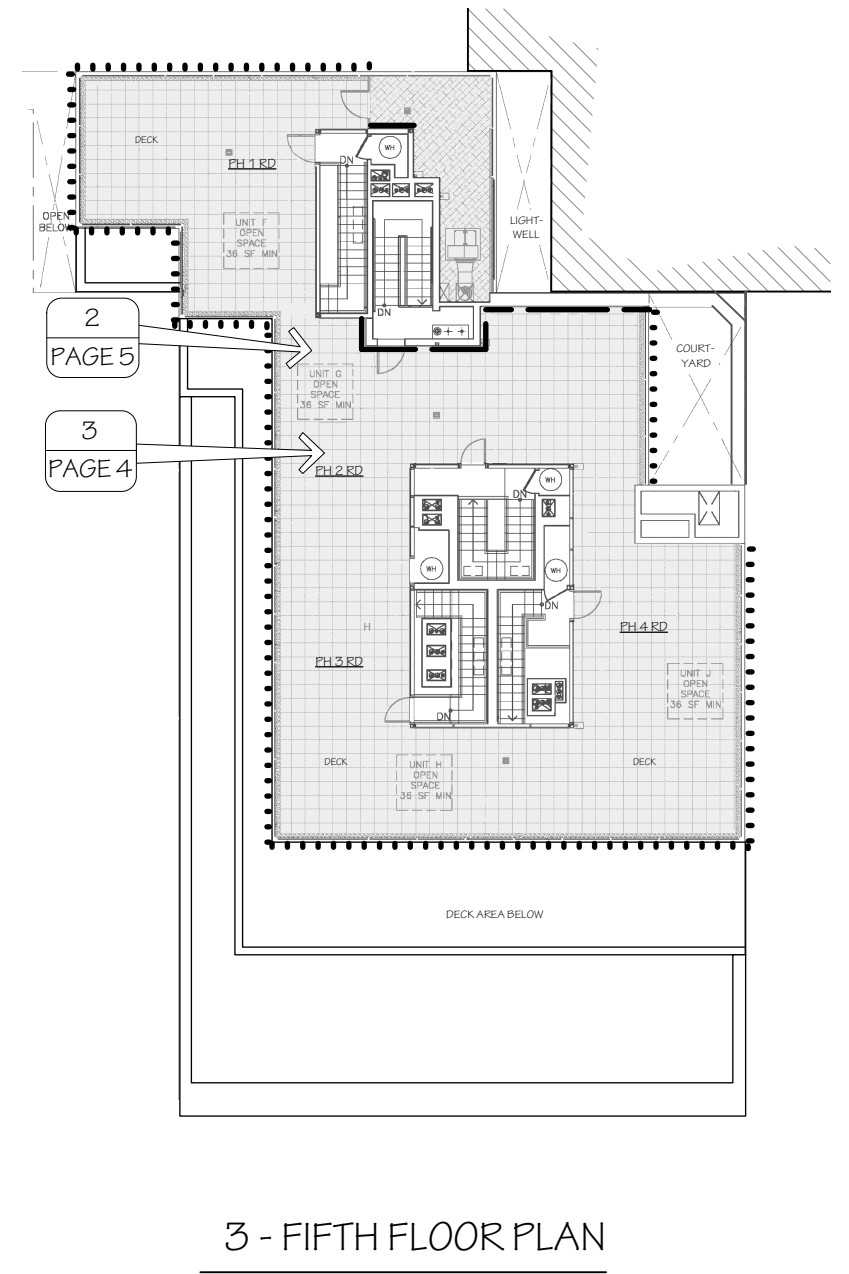 DECK
WH
DN
PH 1 RD
OPEN
BELOW
UNIT F
OPEN
SPACE
36 SF MIN
LIGHT-
WELL
DN
2
PAGE 5
COURT-
YARD
UNIT G
OPEN
SPACE
36 SF MIN
3
PAGE 4
PH 2 RD
WH
DN
WH
WH
DN
H
PH 4 RD
PH 3 RD
UNIT J
OPEN
SPACE
36 SF MIN
DN
DECK
DECK
UNIT H
OPEN
SPACE
36 SF MIN
DECK AREA BELOW
3 - FIFTH FLOOR PLAN